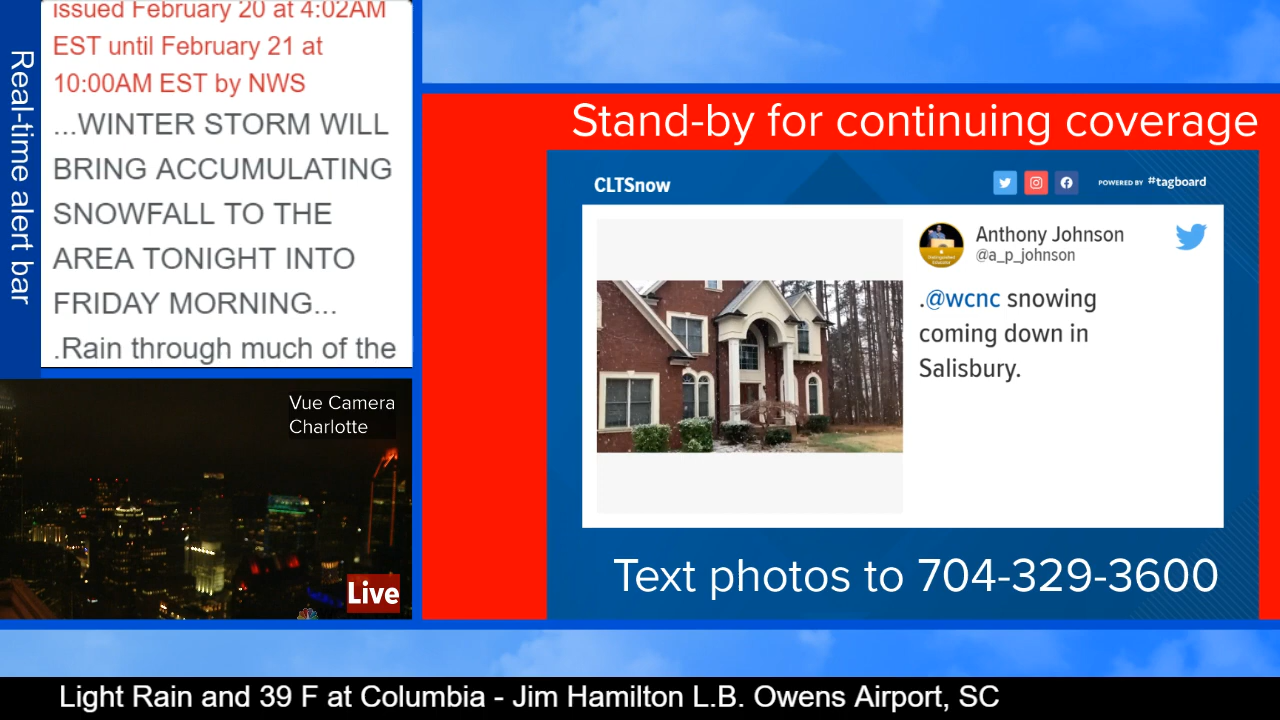 Real-time alert bar
issued February 20 at 4:02AM
EST until February 21 at
10:00AM EST by NWS
...WINTER STORM WILL
BRING ACCUMULATING
SNOWFALL TO THE
AREA TONIGHT INTO
FRIDAY MORNING...
.Rain through much of the
Vue Camera
Charlotte
Live
Stand-by for continuing coverage
CLTSnow
POWERED BY #tagboard
Anthony Johnson
@a_p_johnson
.@wcnc snowing
coming down in
Salisbury.
Text photos to 704-329-3600
Light Rain and 39 F at Columbia - Jim Hamilton L.B. Owens Airport, SC